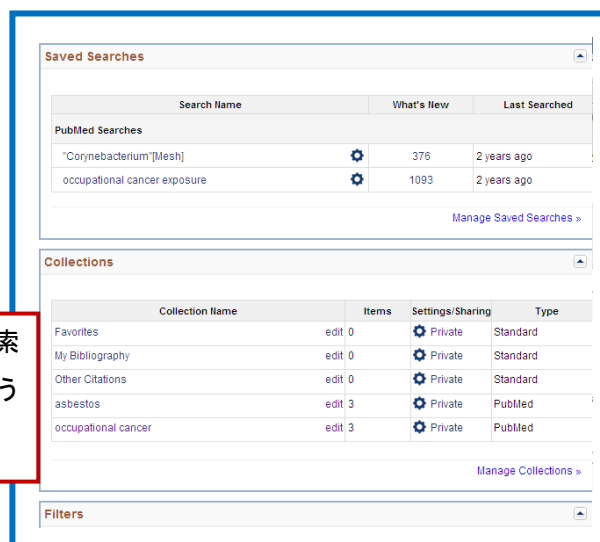 Saved Searches
Search Name What's New Last Searched
PubMed Searches
"Corynebacterium"[Mesh] 376 2 years ago
occupational cancer exposure 1093 2 years ago
Manage Saved Searches »
Collections
Collection Name Items Settings/Sharing Type
Favorites edit 0 Private Standard
My Bibliography edit 0 Private Standard
Other Citations edit 0 Private Standard
asbestos edit 3 Private PubMed
occupational cancer edit 3 Private PubMed
Manage Collections »
Filters
索
う